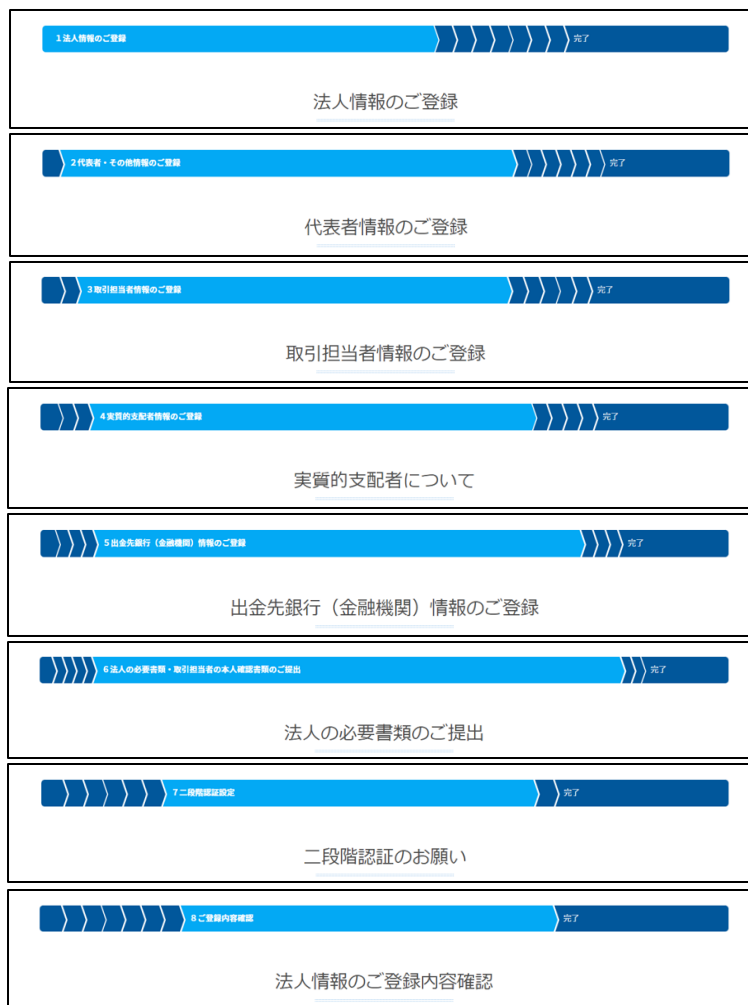 1 法人情報のご登録 完了
法人情報のご登録
2 代表者・その他情報のご登録 完了
代表者情報のご登録
3 取引担当者情報のご登録 完了
取引担当者情報のご登録
4 実質的支配者情報のご登録 完了
実質的支配者について
5 出金先銀行（金融機関）情報のご登録 完了
出金先銀行（金融機関）情報のご登録
6 法人の必要書類・取引担当者の本人確認書類のご提出 完了
法人の必要書類のご提出
7 二段階認証設定 完了
二段階認証のお願い
8 ご登録内容確認 完了
法人情報のご登録内容確認